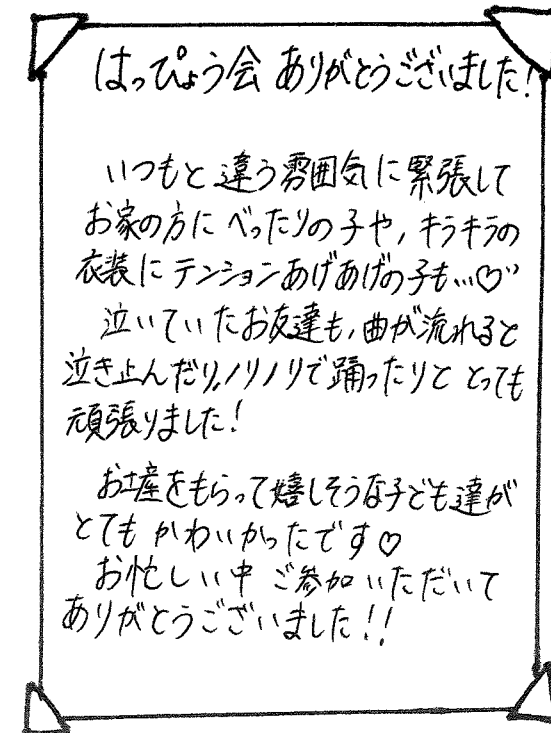 はっぴょう会 ありがとうございました!
いつもと違う雰囲気に緊張して
お家の方に べったりの子や, キラキラの
衣装に テンションあげあげの子も…♡”
泣いていたお友達も, 曲が流れると
泣き止んだり, ノリノリで踊ったりと とっても
頑張りました!
お土産をもらって嬉しそうな子ども達が
とても かわいかったです♡
お忙しい中 ご参加 いただいて
ありがとうございました!!